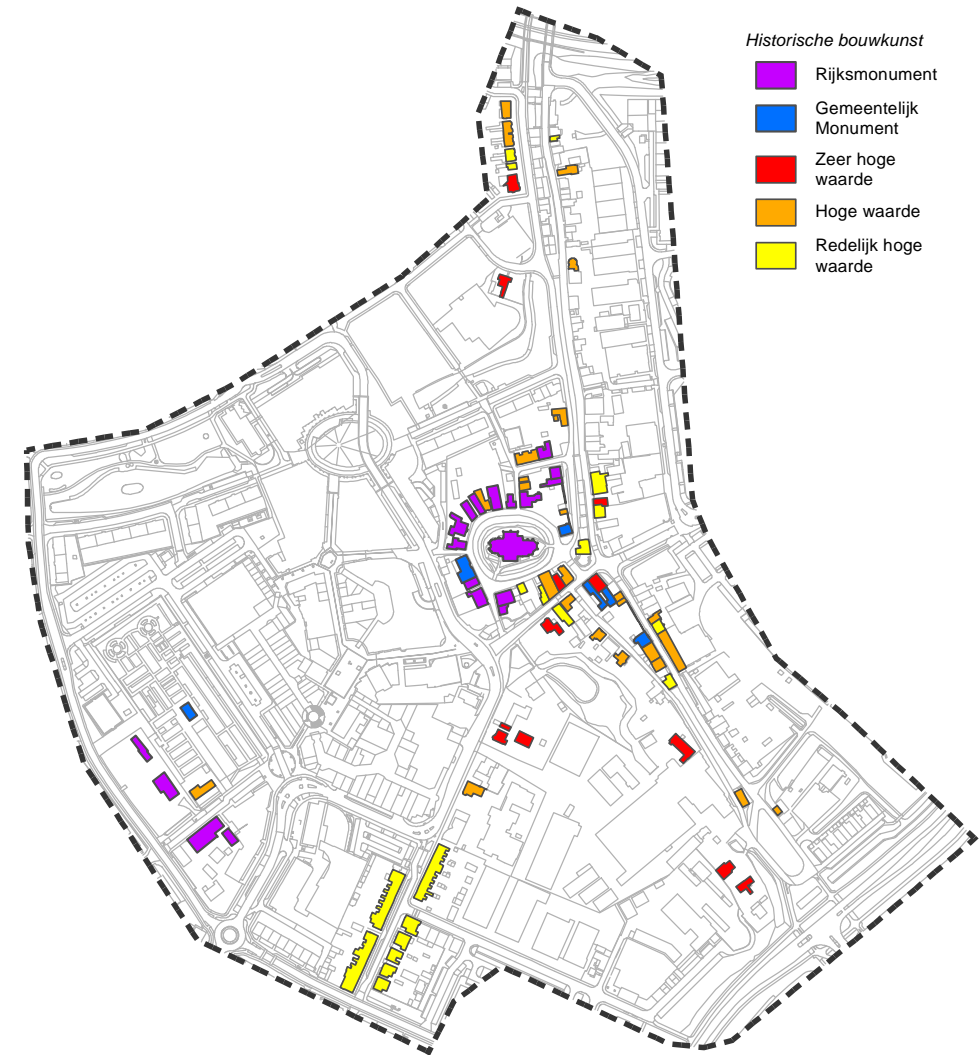 Historische bouwkunst
Rijksmonument
Gemeentelijk
Monument
Zeer hoge
waarde
Hoge waarde
Redelijk hoge
waarde